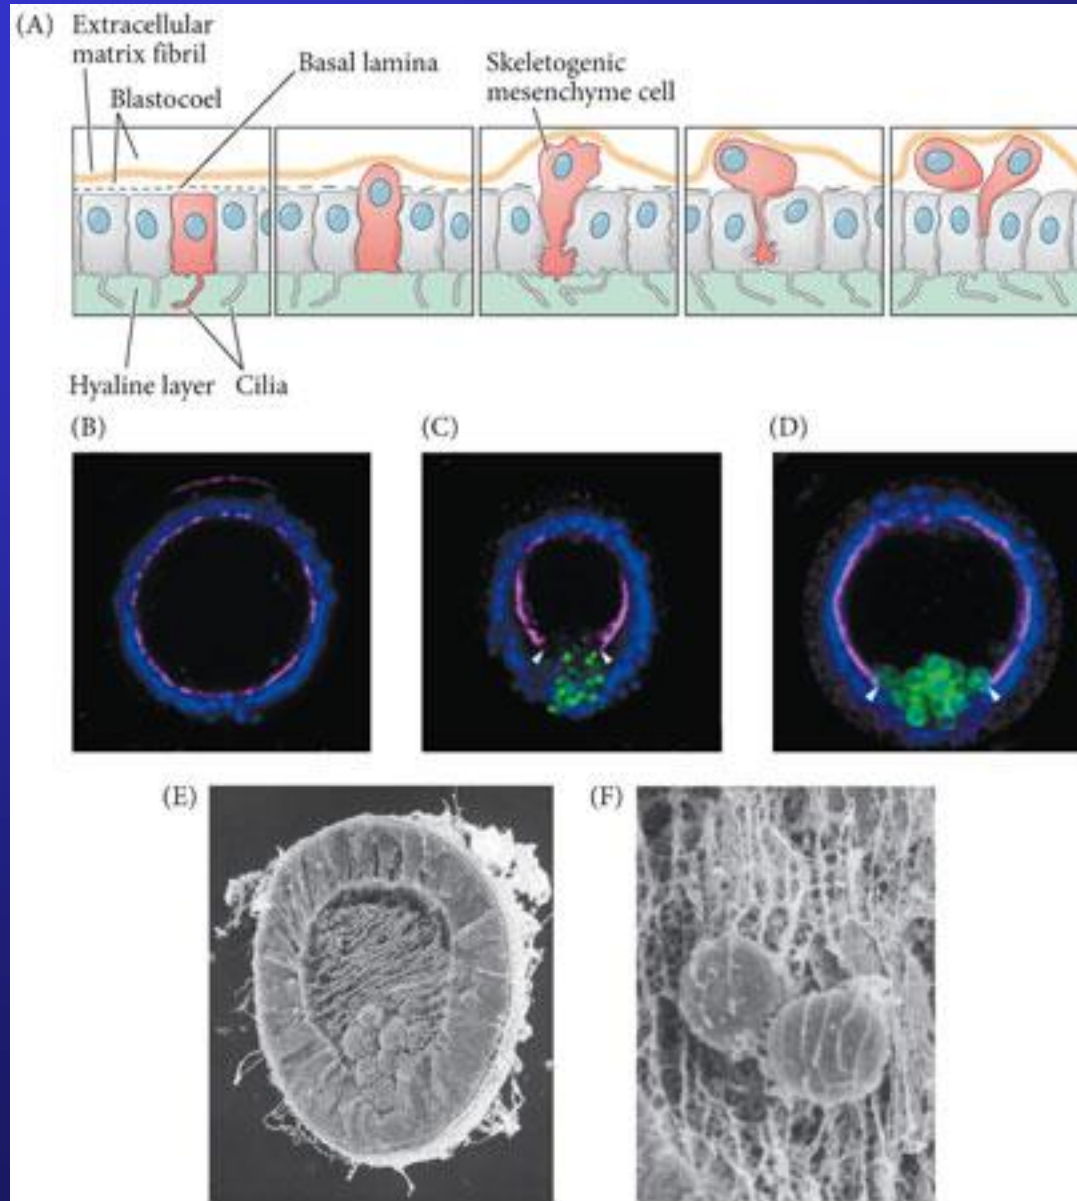 (A)
Extracellular
matrix fibril
Blastocoel
Basal lamina
Skeletogenic
mesenchyme cell
Hyaline layer
Cilia
(B)
(C)
(D)
(E)
(F)